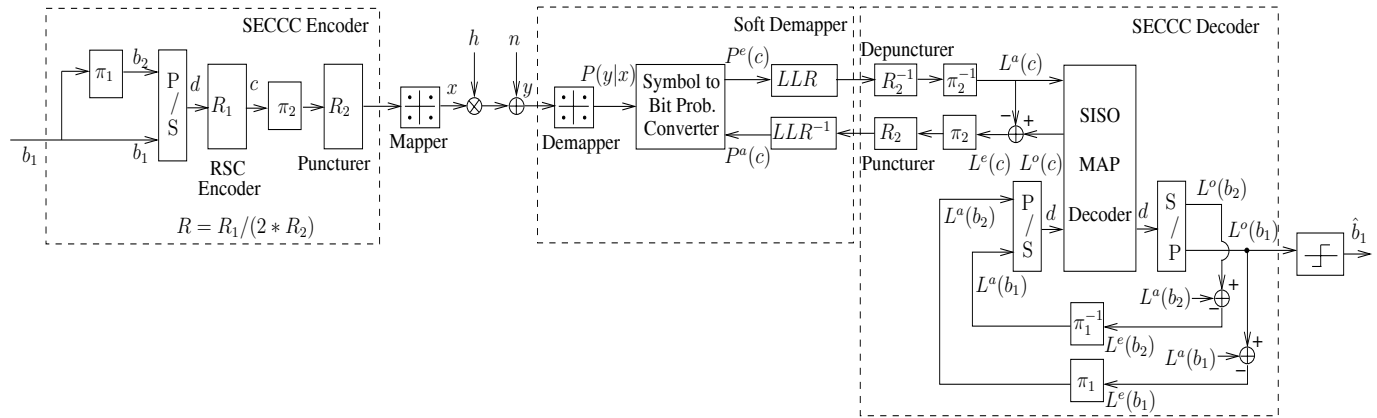 SECCC Encoder
π₁
b₂
P
/
S
d
R₁
c
π₂
R₂
b₁
b₁
RSC
Encoder
Puncturer
R = R₁/(2 * R₂)
Mapper
x
h
n
y
Soft Demapper
P(y|x)
Demapper
Symbol to
Bit Prob.
Converter
Pᵉ(c)
LLR
Pᵃ(c)
LLR⁻¹
SECCC Decoder
Depuncturer
R₂⁻¹
π₂⁻¹
Lᵃ(c)
R₂
π₂
Puncturer
− +
Lᵉ(c)
Lᵒ(c)
SISO
MAP
Decoder
Lᵃ(b₂)
Lᵃ(b₁)
P
/
S
d
d
S
/
P
Lᵒ(b₂)
Lᵒ(b₁)
b̂₁
Lᵃ(b₂)
+
−
π₁⁻¹
Lᵉ(b₂)
Lᵃ(b₁)
+
−
π₁
Lᵉ(b₁)